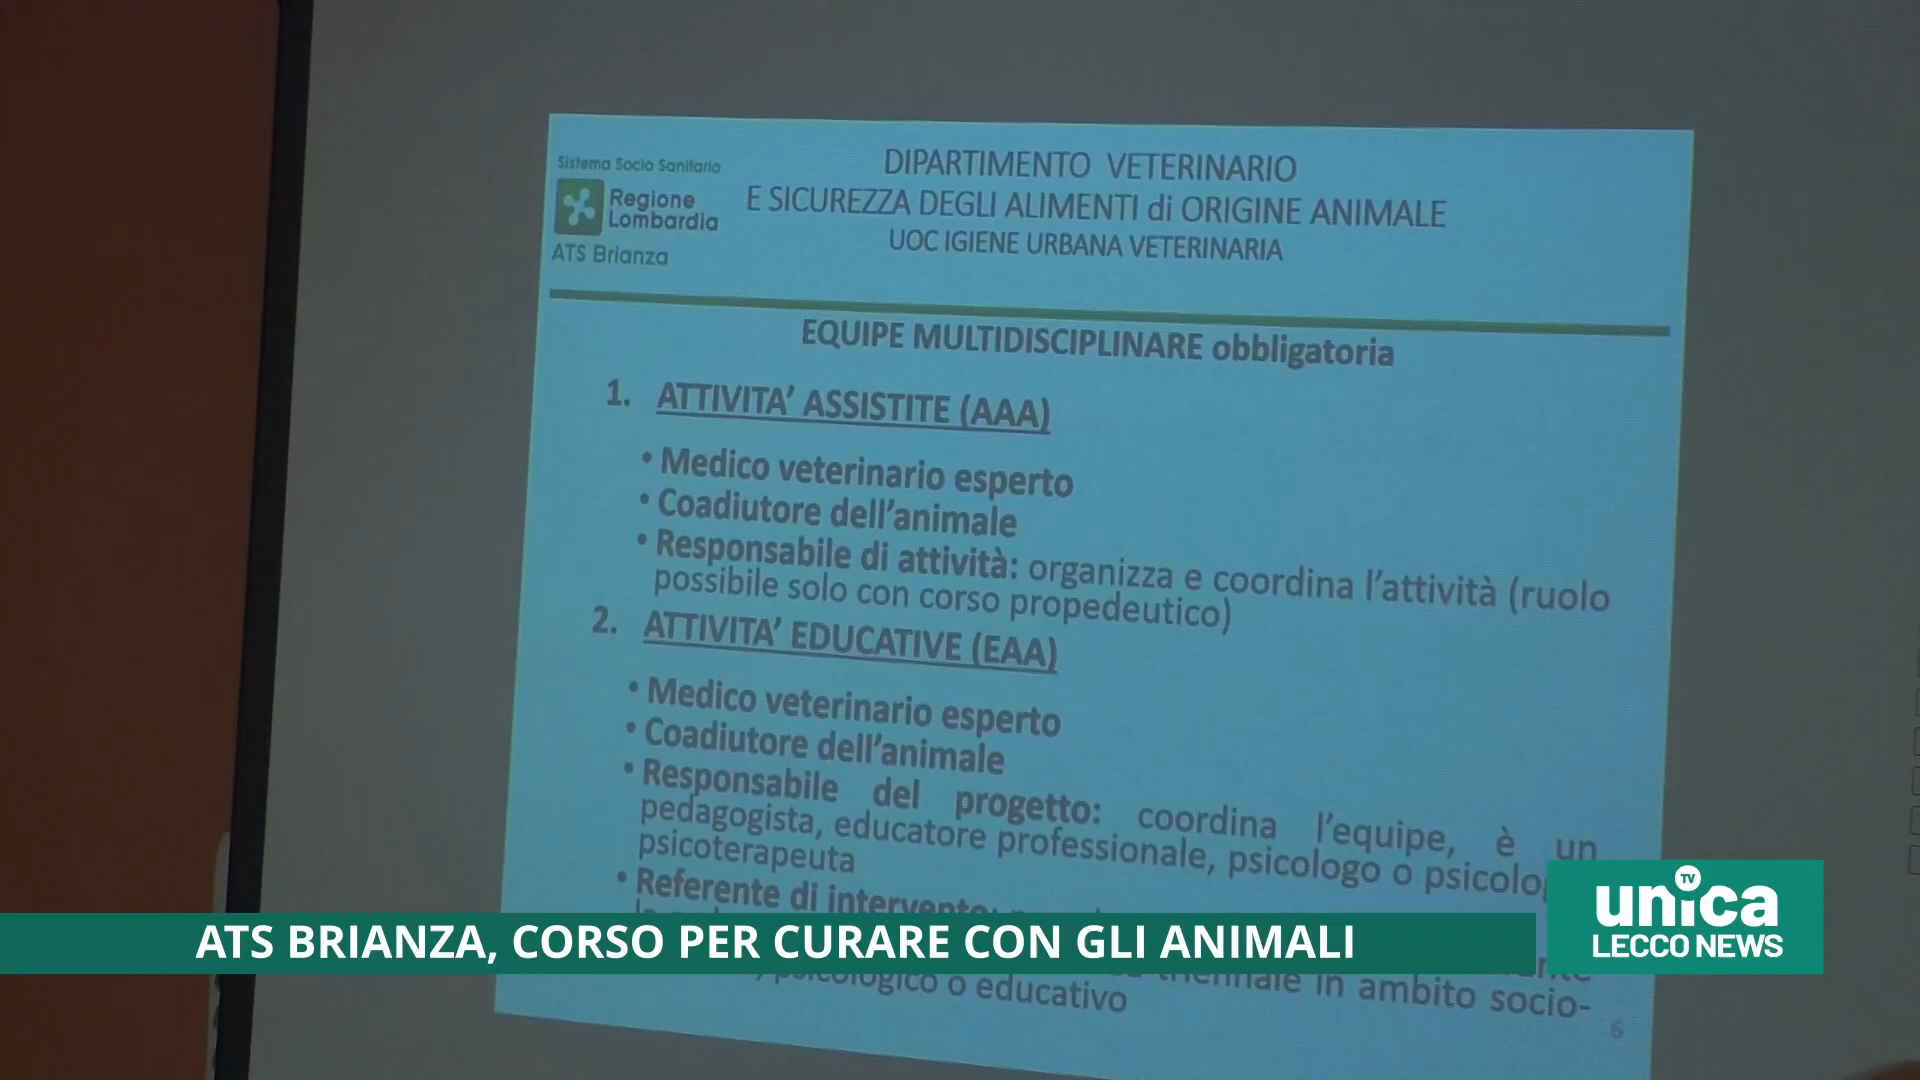 Sistema Socio Sanitario
Regione
Lombardia
ATS Brianza
DIPARTIMENTO VETERINARIO
E SICUREZZA DEGLI ALIMENTI di ORIGINE ANIMALE
UOC IGIENE URBANA VETERINARIA
EQUIPE MULTIDISCIPLINARE obbligatoria
1. ATTIVITA' ASSISTITE (AAA)
• Medico veterinario esperto
• Coadiutore dell'animale
• Responsabile di attività: organizza e coordina l'attività (ruolo
possibile solo con corso propedeutico)
2. ATTIVITA' EDUCATIVE (EAA)
• Medico veterinario esperto
• Coadiutore dell'animale
• Responsabile del progetto: coordina l'equipe, è un
pedagogista, educatore professionale, psicologo o
psicoterapeuta
• Referente di intervento:
triennale in ambito socio-
psicologico o educativo
6
ATS BRIANZA, CORSO PER CURARE CON GLI ANIMALI
TV
unica
LECCO NEWS